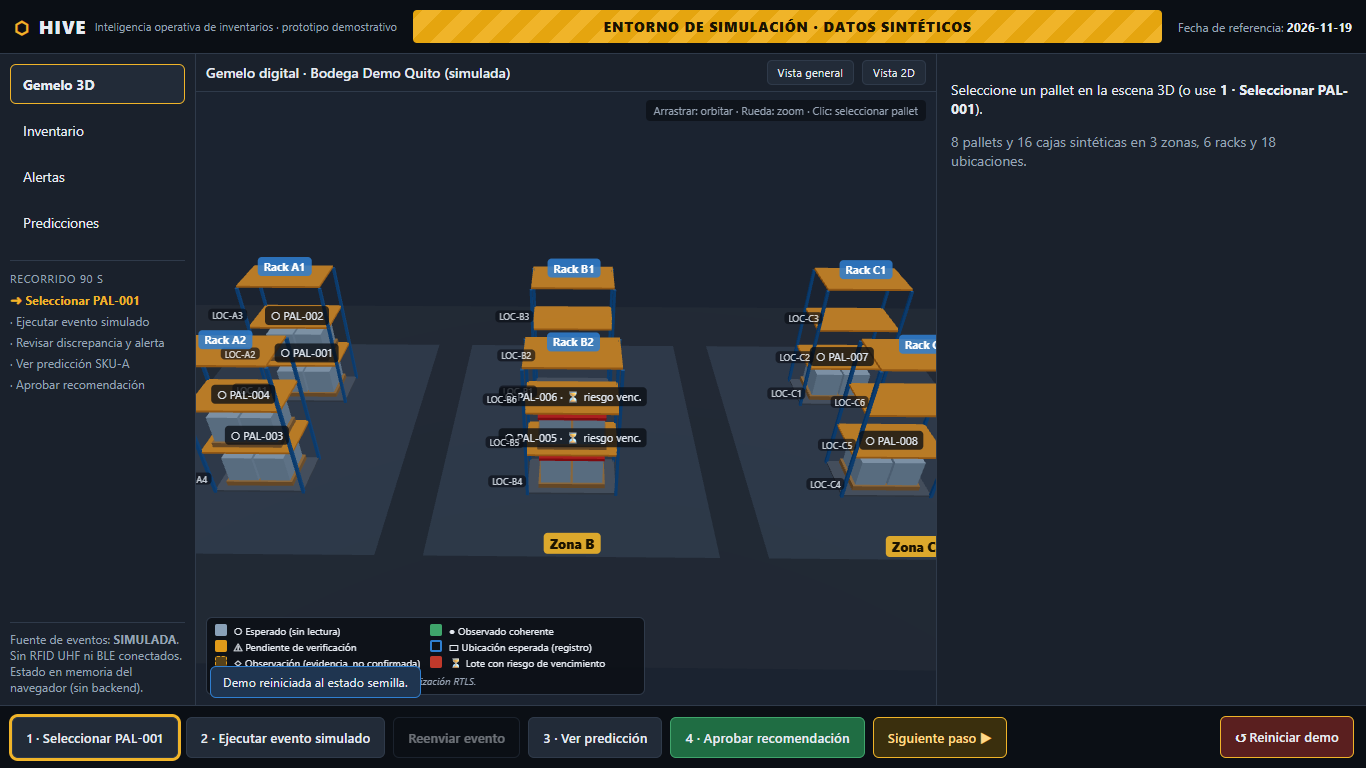 HIVE Inteligencia operativa de inventarios · prototipo demostrativo
ENTORNO DE SIMULACIÓN · DATOS SINTÉTICOS
Fecha de referencia: 2026-11-19
Gemelo 3D
Inventario
Alertas
Predicciones
RECORRIDO 90 S
➜ Seleccionar PAL-001
· Ejecutar evento simulado
· Revisar discrepancia y alerta
· Ver predicción SKU-A
· Aprobar recomendación
Fuente de eventos: SIMULADA.
Sin RFID UHF ni BLE conectados.
Estado en memoria del
navegador (sin backend).
Gemelo digital · Bodega Demo Quito (simulada)
Vista general
Vista 2D
Arrastrar: orbitar · Rueda: zoom · Clic: seleccionar pallet
Rack A1
LOC-A3
PAL-002
Rack A2
LOC-A2
PAL-001
PAL-004
PAL-003
A4
Rack B1
LOC-B3
Rack B2
LOC-B2
LOC-B6
PAL-006 · ⏳ riesgo venc.
LOC-B5
PAL-005 · ⏳ riesgo venc.
LOC-B4
Zona B
Rack C1
LOC-C3
Rack
LOC-C2
PAL-007
LOC-C1
LOC-C6
LOC-C5
PAL-008
LOC-C4
Zona C
○ Esperado (sin lectura)
● Observado coherente
⚠ Pendiente de verificación
▭ Ubicación esperada (registro)
◇ Observación (evidencia, no confirmada)
⏳ Lote con riesgo de vencimiento
RTLS.
Demo reiniciada al estado semilla.
Seleccione un pallet en la escena 3D (o use 1 · Seleccionar PAL-
001).
8 pallets y 16 cajas sintéticas en 3 zonas, 6 racks y 18
ubicaciones.
1 · Seleccionar PAL-001
2 · Ejecutar evento simulado
Reenviar evento
3 · Ver predicción
4 · Aprobar recomendación
Siguiente paso ▶
↺ Reiniciar demo